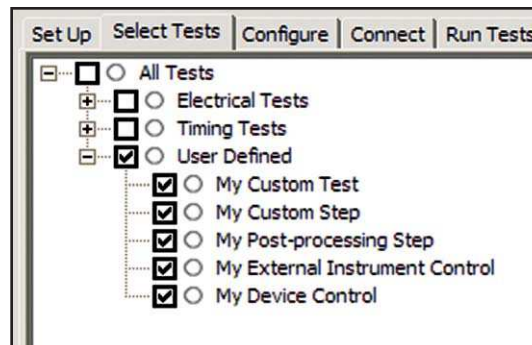 Set Up Select Tests Configure Connect Run Tests
All Tests
Electrical Tests
Timing Tests
User Defined
My Custom Test
My Custom Step
My Post-processing Step
My External Instrument Control
My Device Control